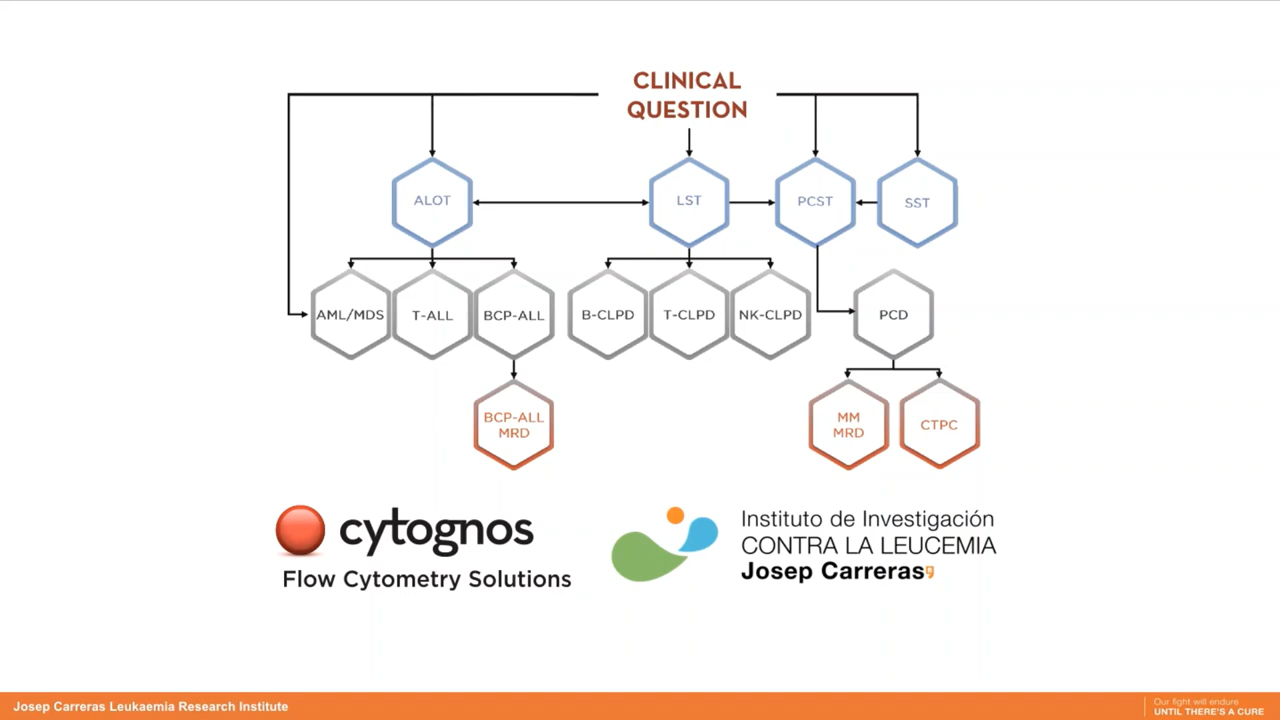 CLINICAL
QUESTION
ALOT
LST
PCST
SST
AML/MDS
T-ALL
BCP-ALL
B-CLPD
T-CLPD
NK-CLPD
PCD
BCP-ALL
MRD
MM
MRD
CTPC
cytognos
Flow Cytometry Solutions
Instituto de Investigación
CONTRA LA LEUCEMIA
Josep Carreras
Josep Carreras Leukaemia Research Institute
Our fight will endure
UNTIL THERE'S A CURE